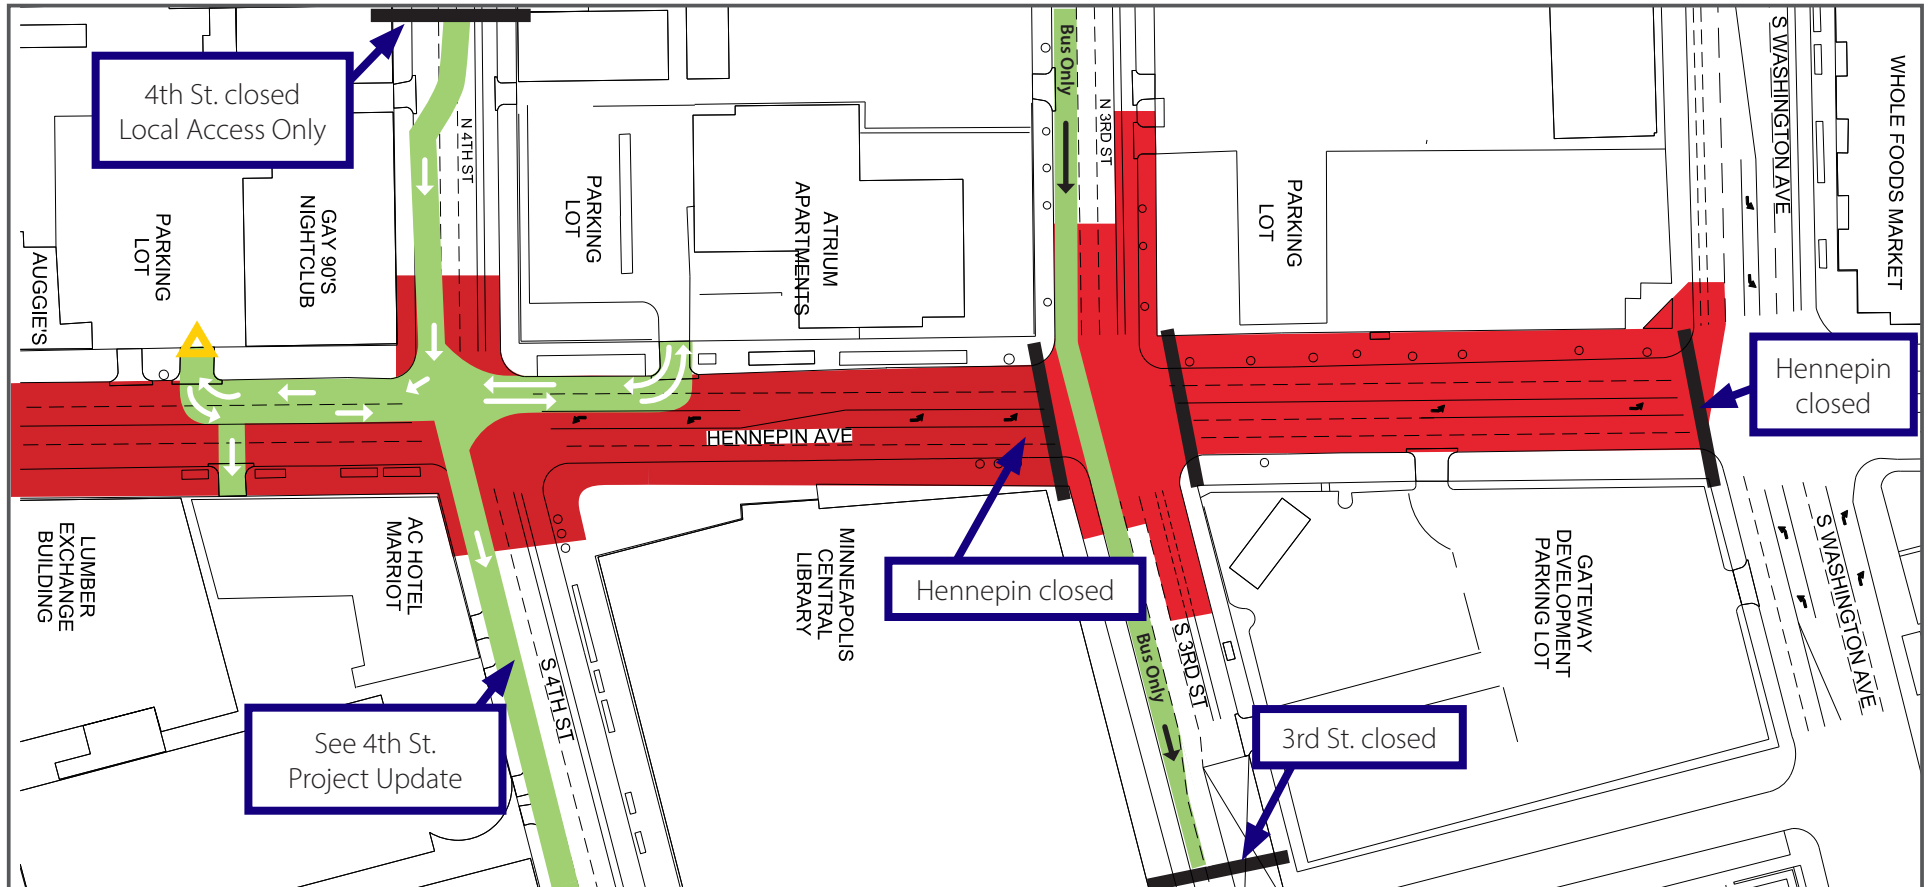 4th St. closed
Local Access Only
N 4TH ST
Bus Only
N 3RD ST
S WASHINGTON AVE
WHOLE FOODS MARKET
AUGGIE'S
PARKING
LOT
GAY 90'S
NIGHTCLUB
PARKING
LOT
ATRIUM
APARTMENTS
PARKING
LOT
Hennepin
closed
HENNEPIN AVE
LUMBER
EXCHANGE
BUILDING
AC HOTEL
MARRIOT
MINNEAPOLIS
CENTRAL
LIBRARY
Hennepin closed
GATEWAY
DEVELOPMENT
PARKING LOT
S WASHINGTON AVE
S 4TH ST
Bus Only
S 3RD ST
See 4th St.
Project Update
3rd St. closed